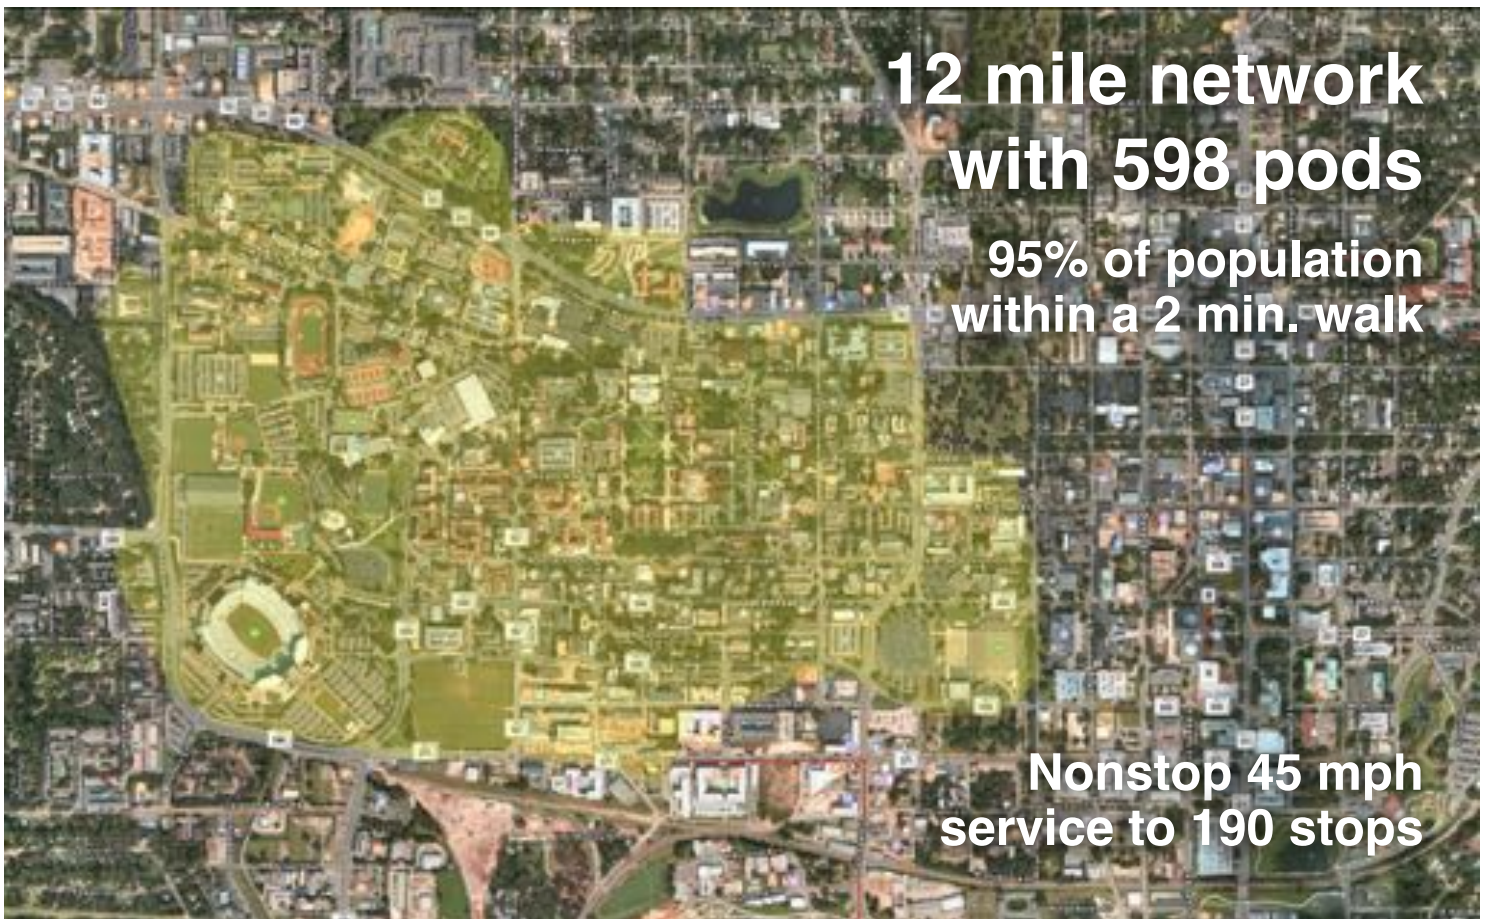 12 mile network
with 598 pods
95% of population
within a 2 min. walk
Nonstop 45 mph
service to 190 stops